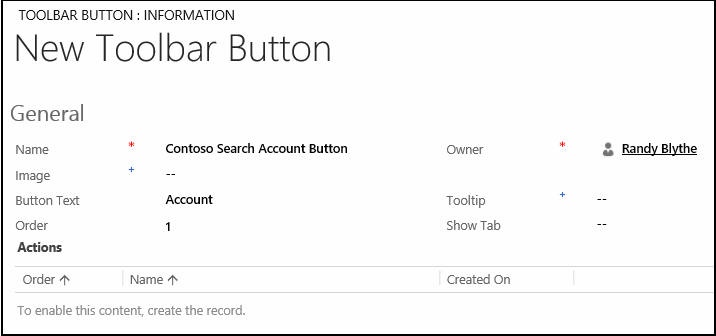 TOOLBAR BUTTON : INFORMATION
New Toolbar Button
General
Name * Contoso Search Account Button Owner * Randy Blythe
Image + --
Button Text Account Tooltip + --
Order 1 Show Tab --
Actions
Order ↑ Name ↑ Created On
To enable this content, create the record.